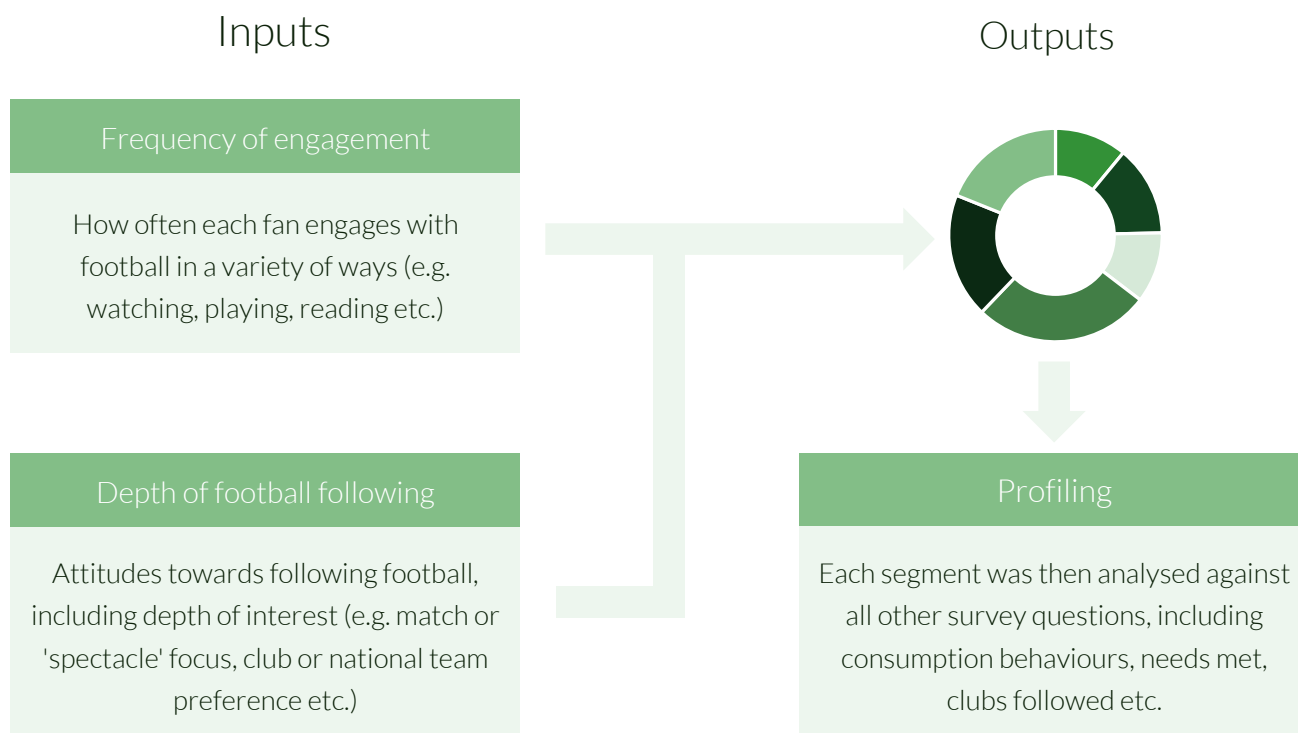 Inputs
Frequency of engagement
How often each fan engages with
football in a variety of ways (e.g.
watching, playing, reading etc.)
Depth of football following
Attitudes towards following football,
including depth of interest (e.g. match or
'spectacle' focus, club or national team
preference etc.)
Outputs
Profiling
Each segment was then analysed against
all other survey questions, including
consumption behaviours, needs met,
clubs followed etc.